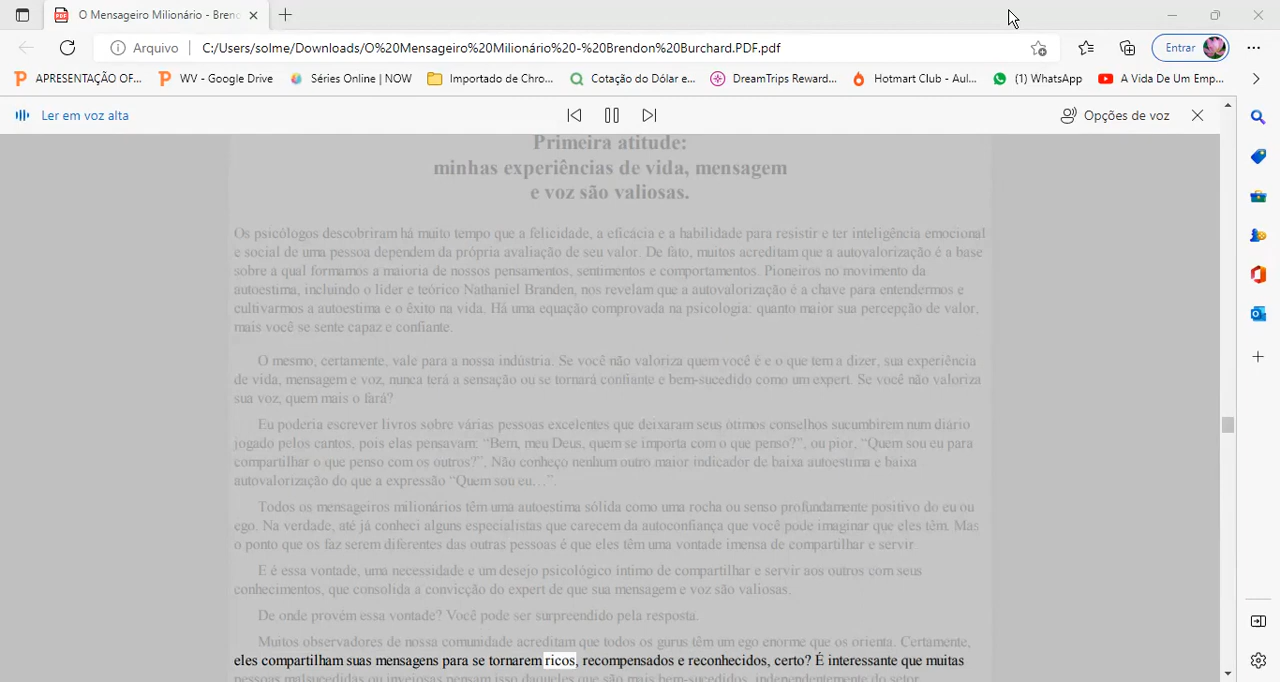 O Mensageiro Milionário - Bren
Arquivo
C:/Users/solme/Downloads/O%20Mensageiro%20Milionário%20-%20Brendon%20Burchard.PDF.pdf
Entrar
APRESENTAÇÃO OF...
WV - Google Drive
Séries Online | NOW
Importado de Chro...
Cotação do Dólar e...
DreamTrips Reward...
Hotmart Club - Aul...
(1) WhatsApp
A Vida De Um Emp...
Ler em voz alta
Opções de voz
Primeira atitude:
minhas experiências de vida, mensagem
e voz são valiosas.
Os psicólogos descobriram há muito tempo que a felicidade, a eficácia e a habilidade para resistir e ter inteligência emocional
e social de uma pessoa dependem da própria avaliação de seu valor. De fato, muitos acreditam que a autovalorização é a base
sobre a qual formamos a maioria de nossos pensamentos, sentimentos e comportamentos. Pioneiros no movimento da
autoestima, incluindo o líder e teórico Nathaniel Branden, nos revelam que a autovalorização é a chave para entendermos e
cultivarmos a autoestima e o êxito na vida. Há uma equação comprovada na psicologia: quanto maior sua percepção de valor,
mais você se sente capaz e confiante.
O mesmo, certamente, vale para a nossa indústria. Se você não valoriza quem você é e o que tem a dizer, sua experiência
de vida, mensagem e voz, nunca terá a sensação ou se tornará confiante e bem-sucedido como um expert. Se você não valoriza
sua voz, quem mais o fará?
Eu poderia escrever livros sobre várias pessoas excelentes que deixaram seus ótimos conselhos sucumbirem num diário
jogado pelos cantos, pois elas pensavam: “Bem, meu Deus, quem se importa com o que penso?”, ou pior, “Quem sou eu para
compartilhar o que penso com os outros?”. Não conheço nenhum outro maior indicador de baixa autoestima e baixa
autovalorização do que a expressão “Quem sou eu...”.
Todos os mensageiros milionários têm uma autoestima sólida como uma rocha ou senso profundamente positivo do eu ou
ego. Na verdade, até já conheci alguns especialistas que carecem da autoconfiança que você pode imaginar que eles têm. Mas
o ponto que os faz serem diferentes das outras pessoas é que eles têm uma vontade imensa de compartilhar e servir.
E é essa vontade, uma necessidade e um desejo psicológico íntimo de compartilhar e servir aos outros com seus
conhecimentos, que consolida a convicção do expert de que sua mensagem e voz são valiosas.
De onde provém essa vontade? Você pode ser surpreendido pela resposta.
Muitos observadores de nossa comunidade acreditam que todos os gurus têm um ego enorme que os orienta. Certamente,
eles compartilham suas mensagens para se tornarem ricos, recompensados e reconhecidos, certo? É interessante que muitas
pessoas malsucedidas ou invejosas pensam isso daqueles que são mais bem-sucedidos, independentemente do setor.